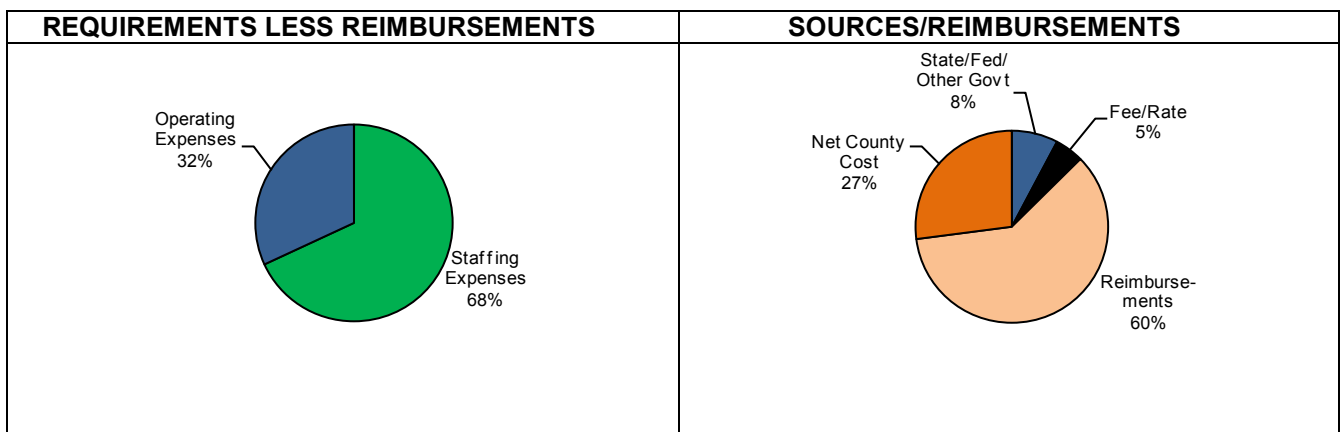 REQUIREMENTS LESS REIMBURSEMENTS
Operating
Expenses
32%
Staffing
Expenses
68%
SOURCES/REIMBURSEMENTS
State/Fed/
Other Govt
8%
Fee/Rate
5%
Net County
Cost
27%
Reimburse-
ments
60%